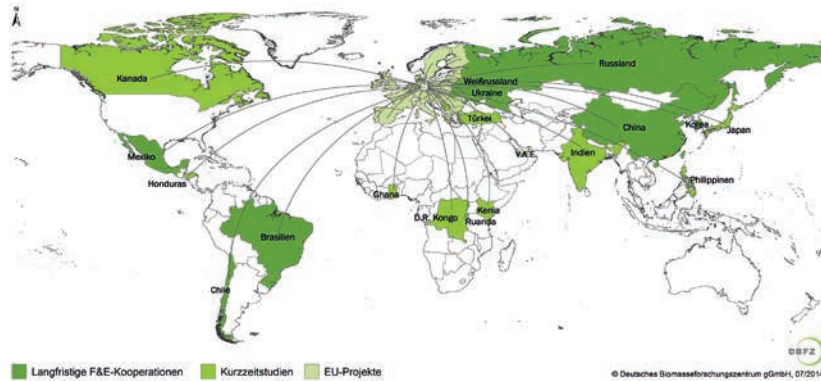 N
Kanada
Russland
Weißrussland
Ukraine
Türkei
China
Korea
Japan
Mexiko
V.A.E.
Indien
Honduras
Philippinen
Ghana
Kenia
D.R. Kongo
Ruanda
Brasilien
Chile
DBFZ
Langfristige F&E-Kooperationen
Kurzzeitstudien
EU-Projekte
© Deutsches Biomasseforschungszentrum gGmbH, 07/2014